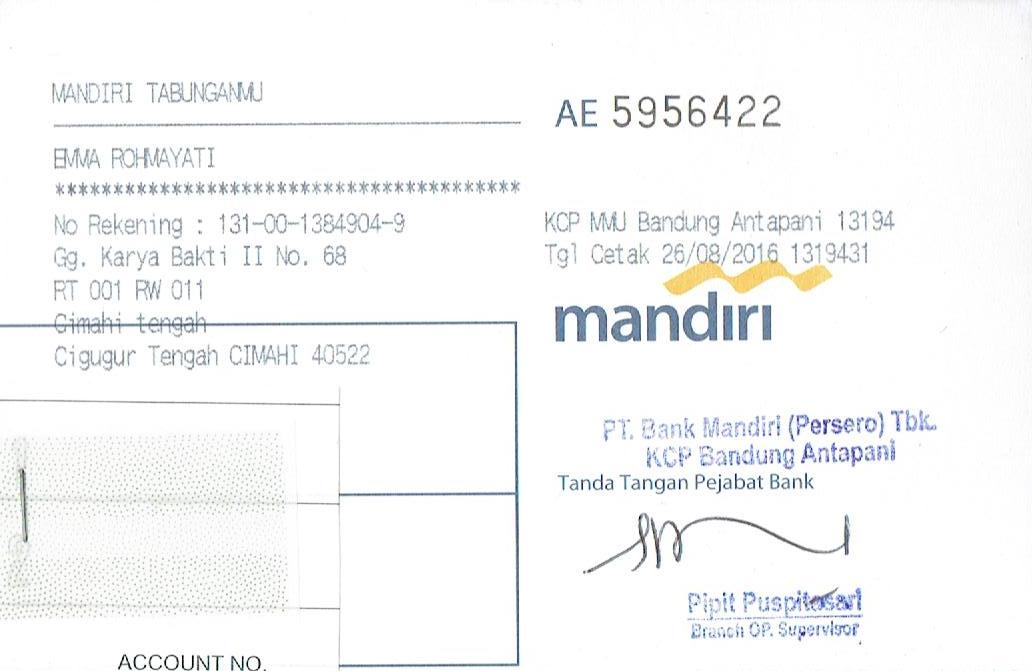 MANDIRI TABUNGANMU
AE 5956422
EMMA ROHMAYATI
****************************************
No Rekening : 131-00-1384904-9
Gg. Karya Bakti II No. 68
RT 001 RW 011
Cimahi tengah
Cigugur Tengah CIMAHI 40522
KCP MMU Bandung Antapani 13194
Tgl Cetak 26/08/2016 1319431
mandiri
PT. Bank Mandiri (Persero) Tbk.
KCP Bandung Antapani
Tanda Tangan Pejabat Bank
Pipit Puspitasari
Branch OP. Supervisor
ACCOUNT NO.